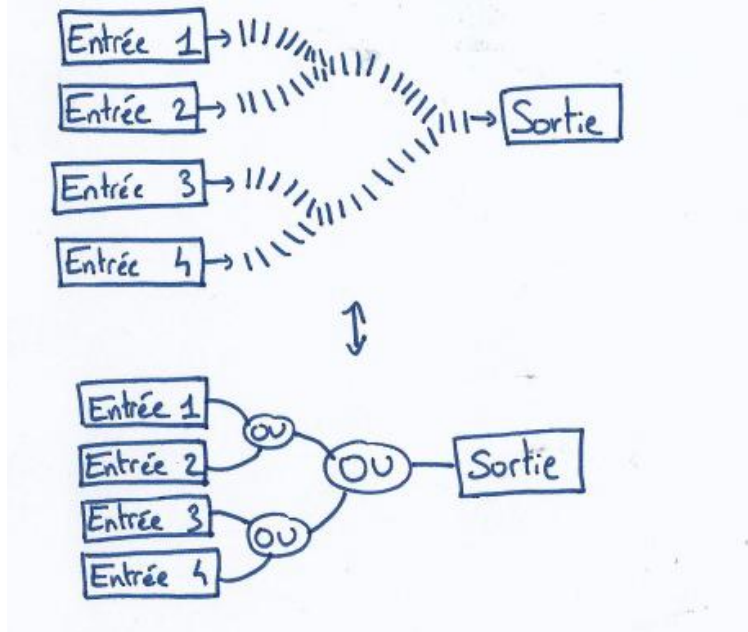 Entrée 1
Entrée 2
Sortie
Entrée 3
Entrée 4
Entrée 1
OU
Entrée 2
OU
Sortie
Entrée 3
OU
Entrée 4